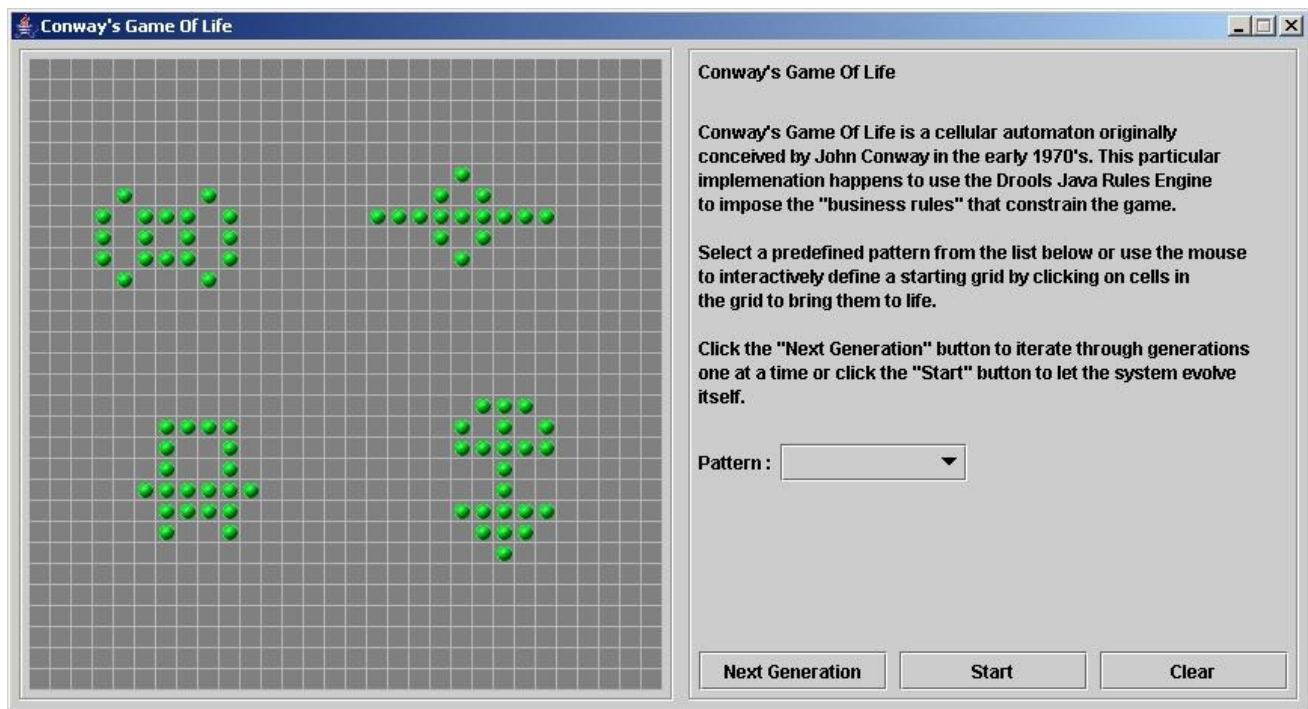 Conway's Game Of Life
Conway's Game Of Life
Conway's Game Of Life is a cellular automaton originally
conceived by John Conway in the early 1970's. This particular
implemenation happens to use the Drools Java Rules Engine
to impose the "business rules" that constrain the game.
Select a predefined pattern from the list below or use the mouse
to interactively define a starting grid by clicking on cells in
the grid to bring them to life.
Click the "Next Generation" button to iterate through generations
one at a time or click the "Start" button to let the system evolve
itself.
Pattern :
Next Generation Start Clear